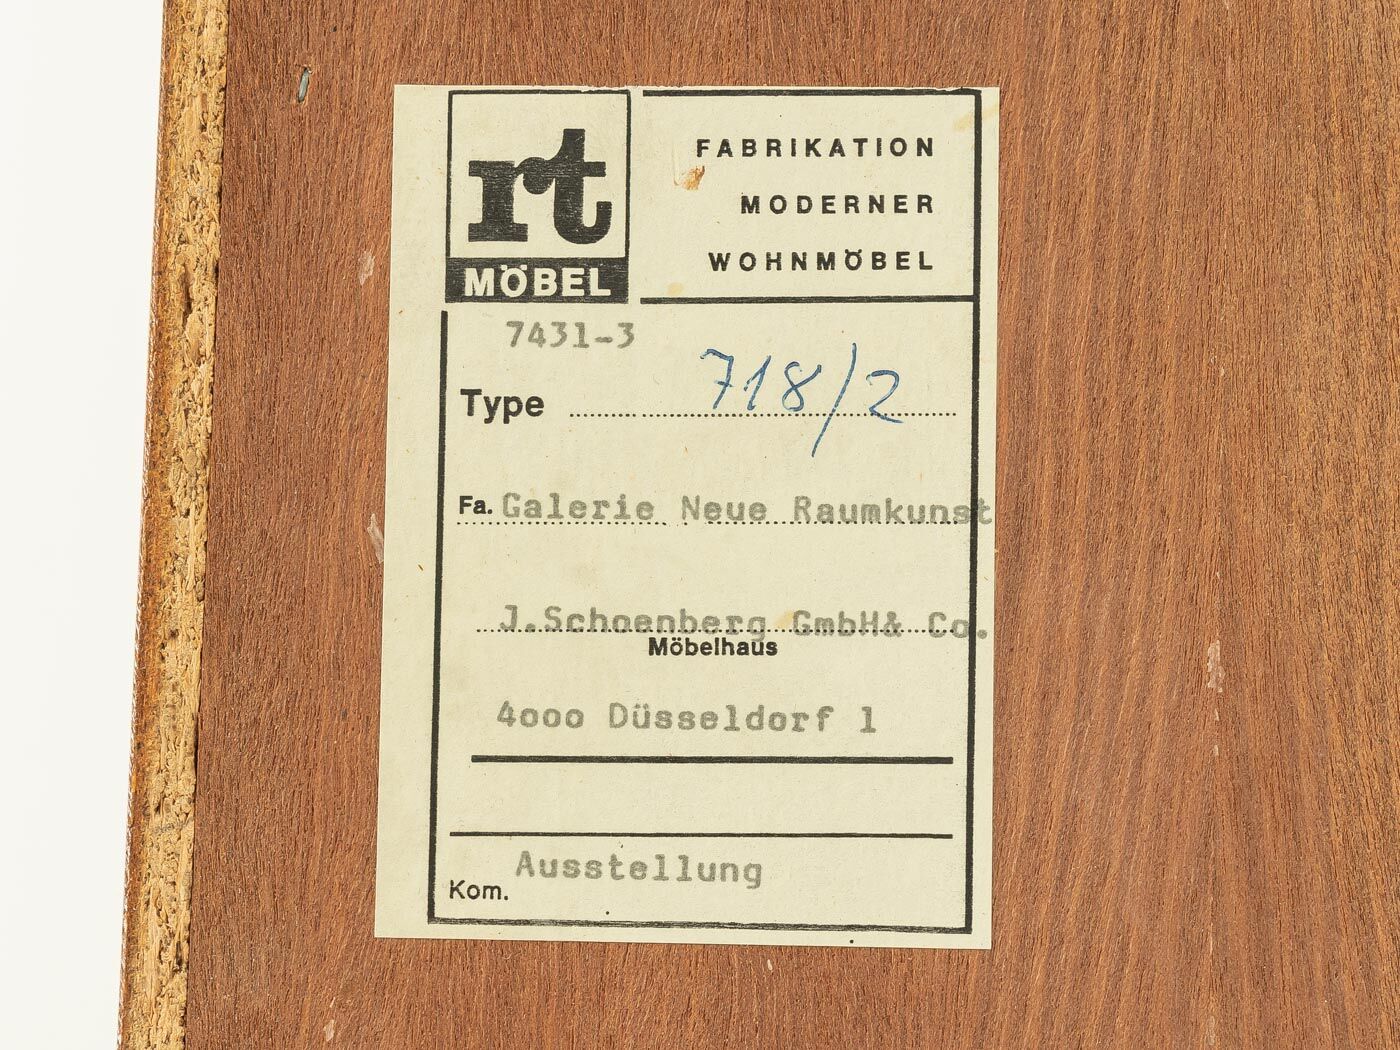 rt
MÖBEL
FABRIKATION
MODERNER
WOHNMÖBEL
7431-3
Type 718/2
Fa. Galerie Neue Raumkunst
J.Schoenberg GmbH& Co.
Möbelhaus
4ooo Düsseldorf 1
Ausstellung
Kom.